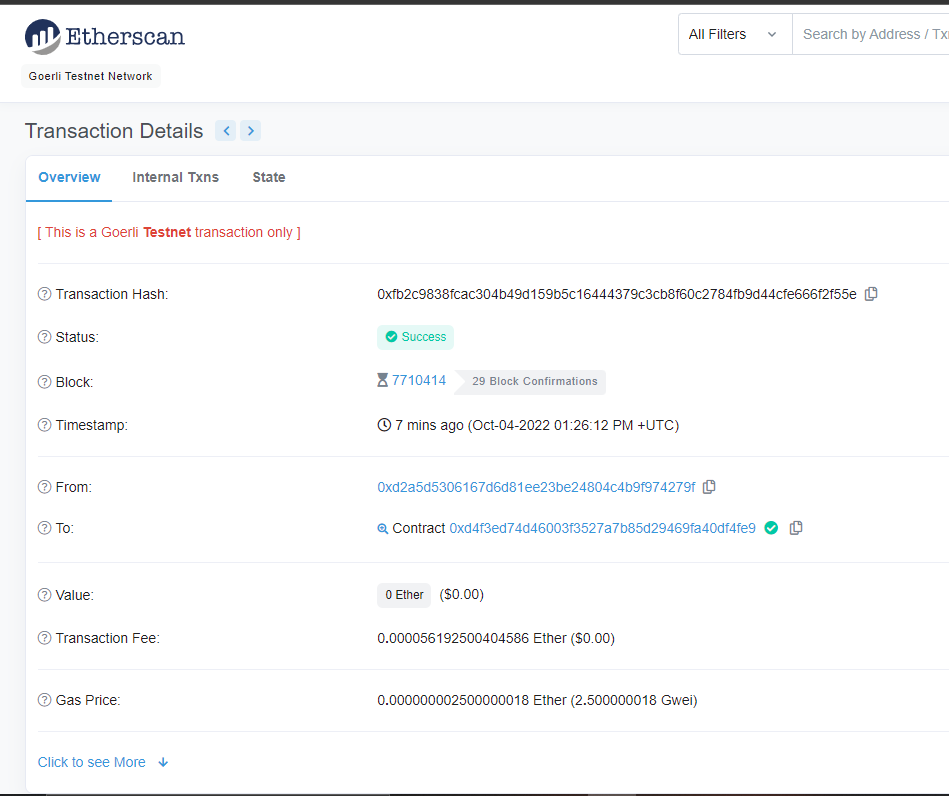 Etherscan
All Filters
Search by Address / Tx
Goerli Testnet Network
Transaction Details
Overview Internal Txns State
[ This is a Goerli Testnet transaction only ]
Transaction Hash: 0xfb2c9838fcac304b49d159b5c16444379c3cb8f60c2784fb9d44cfe666f2f55e
Status: Success
Block: 7710414 29 Block Confirmations
Timestamp: 7 mins ago (Oct-04-2022 01:26:12 PM +UTC)
From: 0xd2a5d5306167d6d81ee23be24804c4b9f974279f
To: Contract 0xd4f3ed74d46003f3527a7b85d29469fa40df4fe9
Value: 0 Ether ($0.00)
Transaction Fee: 0.000056192500404586 Ether ($0.00)
Gas Price: 0.000000002500000018 Ether (2.500000018 Gwei)
Click to see More